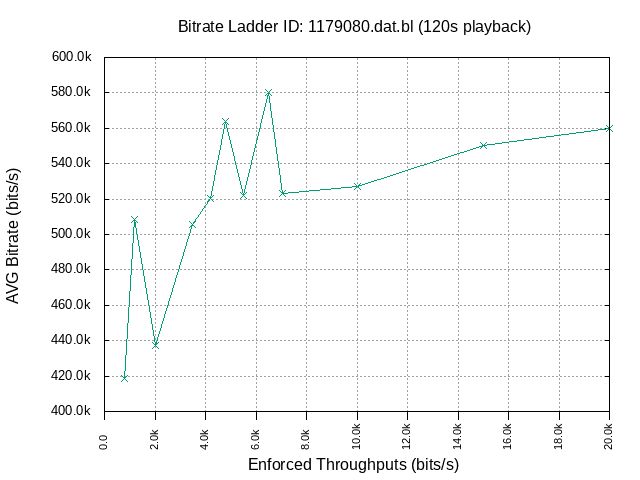 Bitrate Ladder ID: 1179080.dat.bl (120s playback)
600.0k
580.0k
560.0k
540.0k
520.0k
500.0k
480.0k
460.0k
440.0k
420.0k
400.0k
AVG Bitrate (bits/s)
0.0 2.0k 4.0k 6.0k 8.0k 10.0k 12.0k 14.0k 16.0k 18.0k 20.0k
Enforced Throughputs (bits/s)